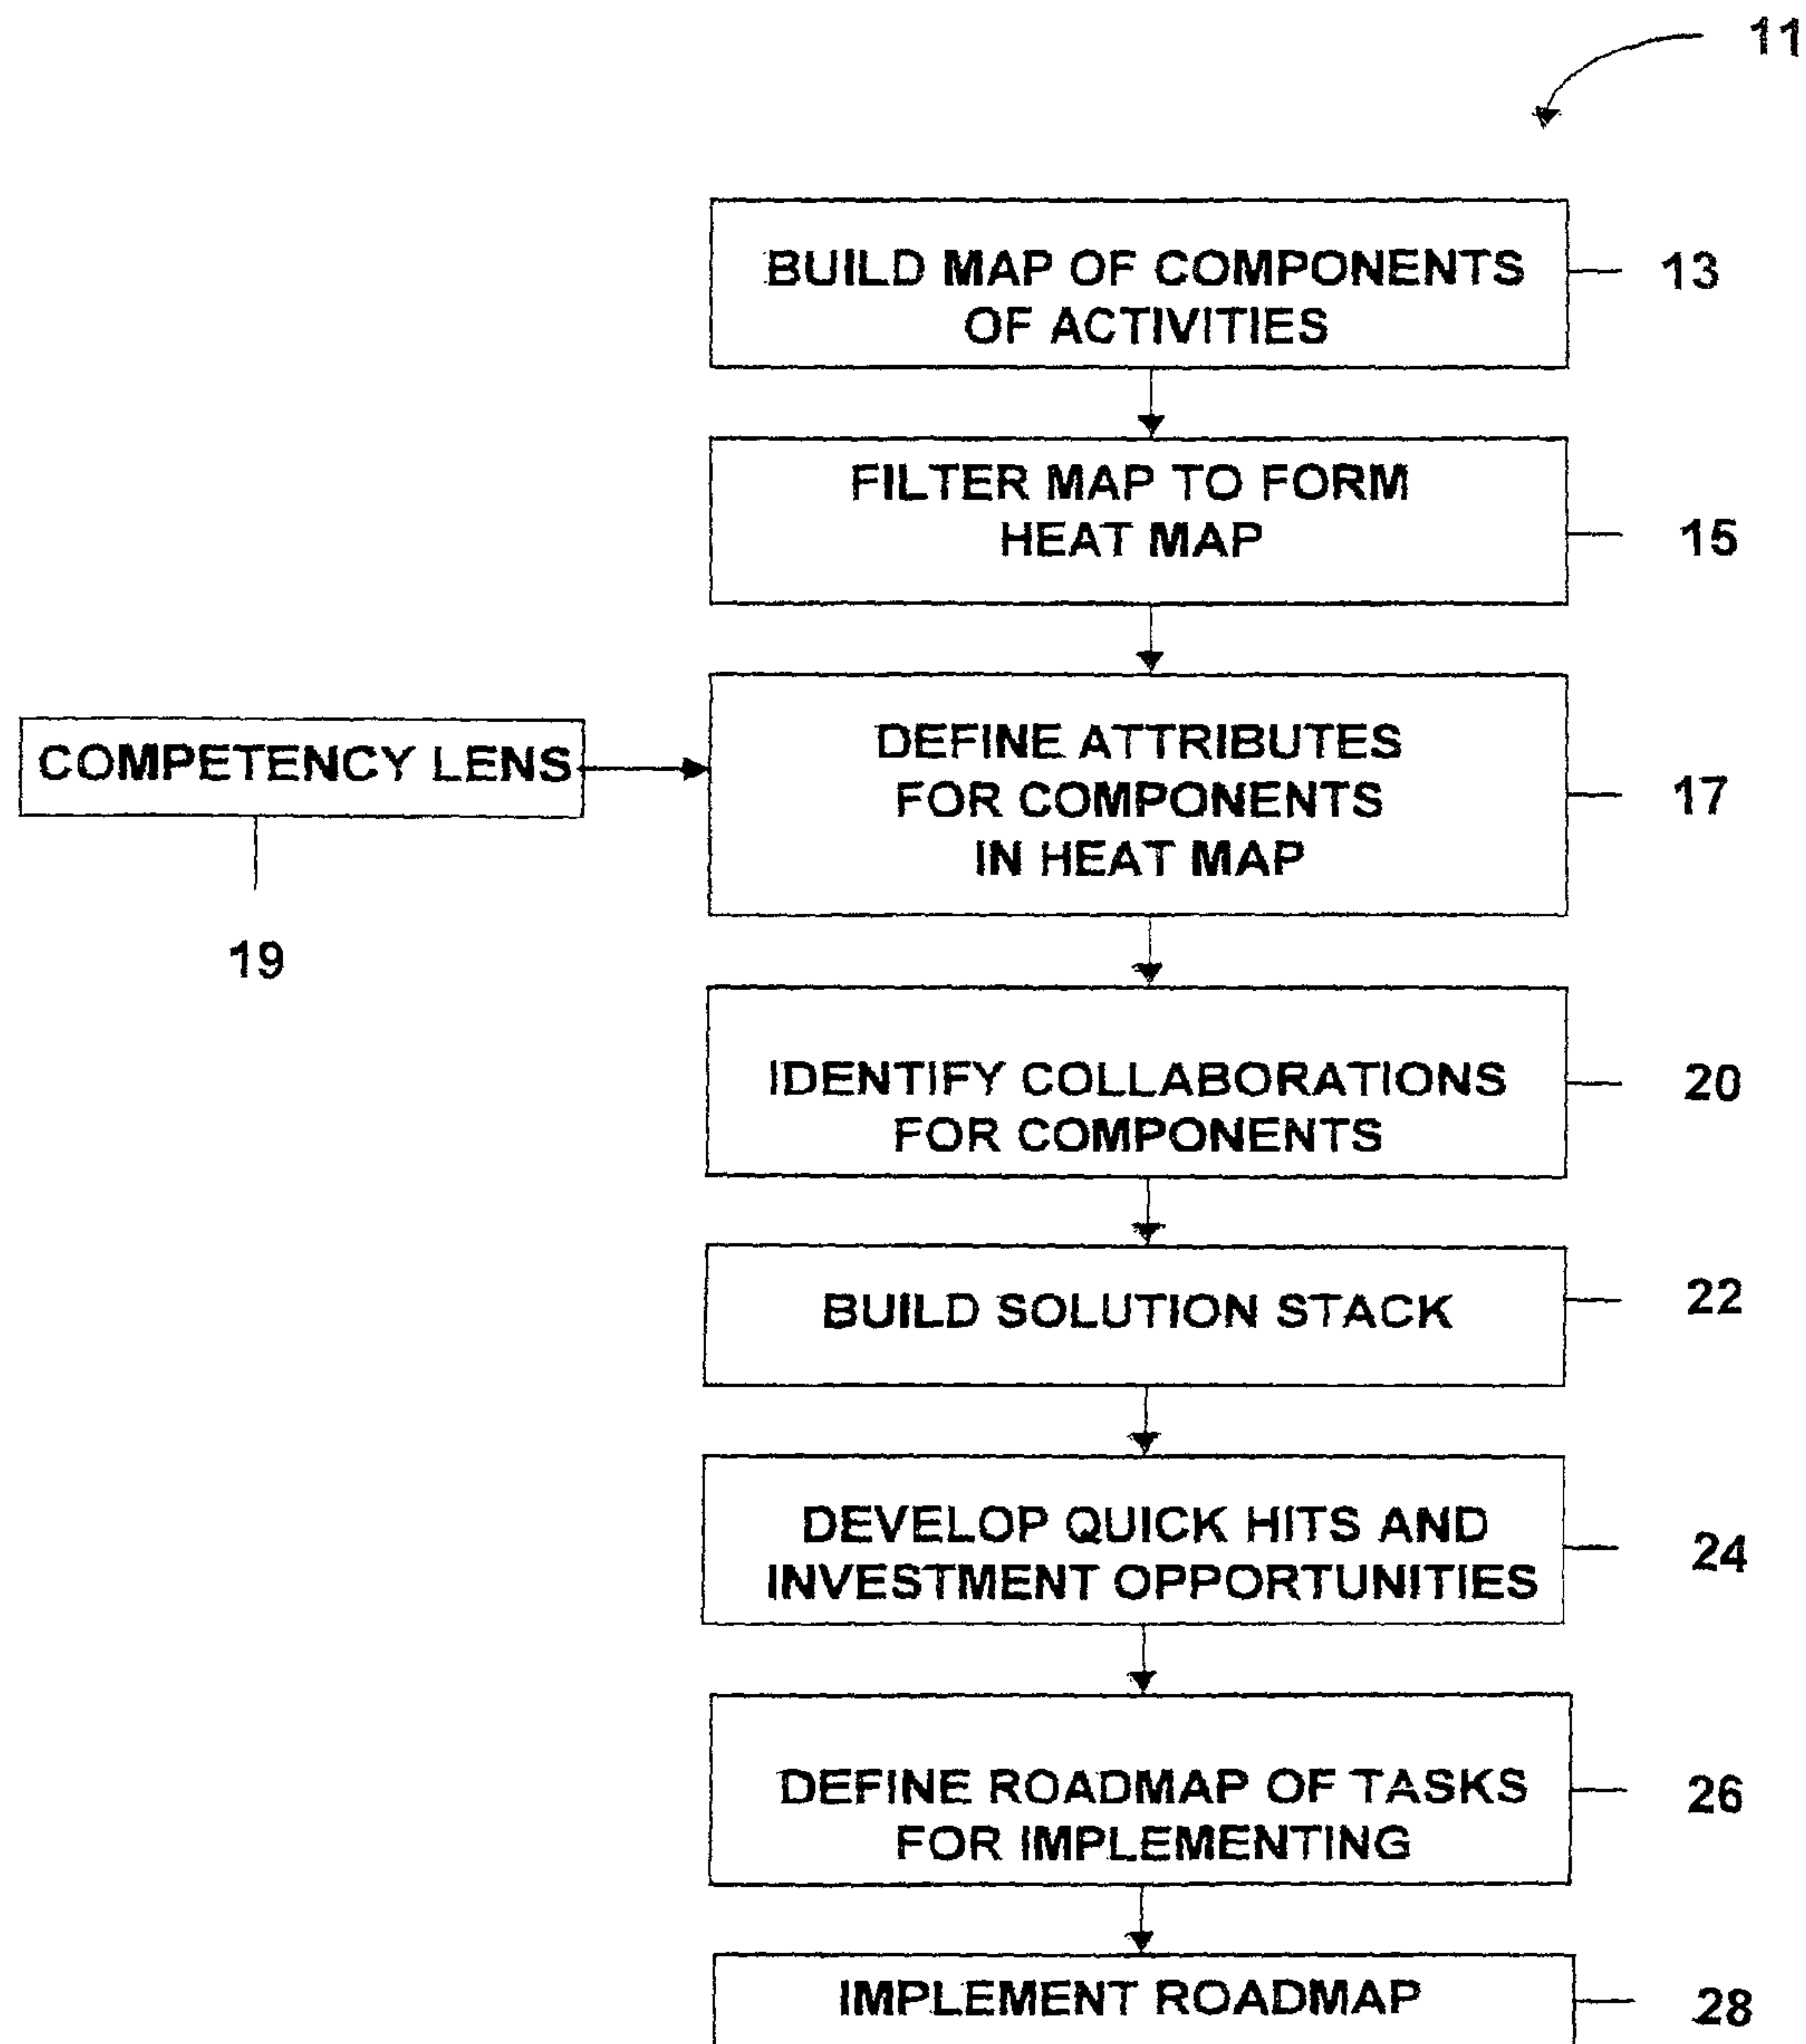 11
BUILD MAP OF COMPONENTS
OF ACTIVITIES
13
FILTER MAP TO FORM
HEAT MAP
15
COMPETENCY LENS
19
DEFINE ATTRIBUTES
FOR COMPONENTS
IN HEAT MAP
17
IDENTIFY COLLABORATIONS
FOR COMPONENTS
20
BUILD SOLUTION STACK
22
DEVELOP QUICK HITS AND
INVESTMENT OPPORTUNITIES
24
DEFINE ROADMAP OF TASKS
FOR IMPLEMENTING
26
IMPLEMENT ROADMAP
28